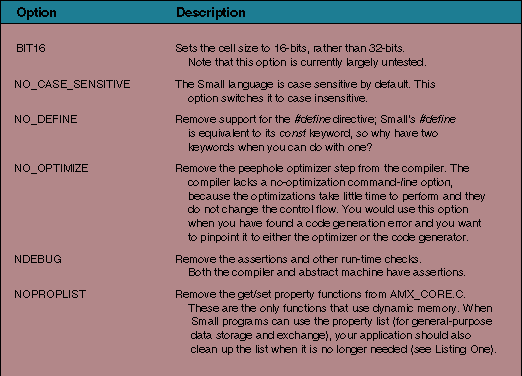 Option Description
BIT16 Sets the cell size to 16-bits, rather than 32-bits.
Note that this option is currently largely untested.
NO_CASE_SENSITIVE The Small language is case sensitive by default. This
option switches it to case insensitive.
NO_DEFINE Remove support for the #define directive; Small's #define
is equivalent to its const keyword, so why have two
keywords when you can do with one?
NO_OPTIMIZE Remove the peephole optimizer step from the compiler. The
compiler lacks a no-optimization command-line option,
because the optimizations take little time to perform and they
do not change the control flow. You would use this option
when you have found a code generation error and you want
to pinpoint it to either the optimizer or the code generator.
NDEBUG Remove the assertions and other run-time checks.
Both the compiler and abstract machine have assertions.
NOPROPLIST Remove the get/set property functions from AMX_CORE.C.
These are the only functions that use dynamic memory. When
Small programs can use the property list (for general-purpose
data storage and exchange), your application should also
clean up the list when it is no longer needed (see Listing One).